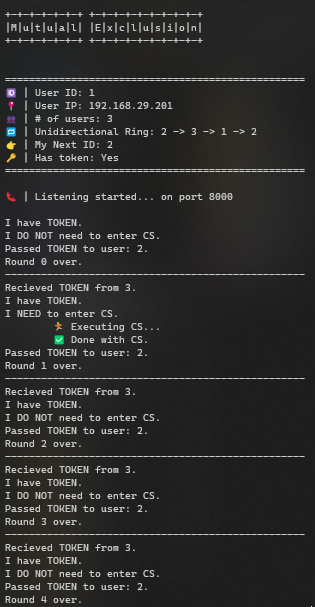 +-+-+-+-+-+-+ +-+-+-+-+-+-+-+-+-+
|M|u|t|u|a|l| |E|x|c|l|u|s|i|o|n|
+-+-+-+-+-+-+ +-+-+-+-+-+-+-+-+-+
==================================================
🆔 | User ID: 1
📍 | User IP: 192.168.29.201
👥 | # of users: 3
🔁 | Unidirectional Ring: 2 -> 3 -> 1 -> 2
👉 | My Next ID: 2
🔑 | Has token: Yes
==================================================
📞 | Listening started... on port 8000
I have TOKEN.
I DO NOT need to enter CS.
Passed TOKEN to user: 2.
Round 0 over.
--------------------------------------------------
Recieved TOKEN from 3.
I have TOKEN.
I NEED to enter CS.
🏃 Executing CS...
✅ Done with CS.
Passed TOKEN to user: 2.
Round 1 over.
--------------------------------------------------
Recieved TOKEN from 3.
I have TOKEN.
I DO NOT need to enter CS.
Passed TOKEN to user: 2.
Round 2 over.
--------------------------------------------------
Recieved TOKEN from 3.
I have TOKEN.
I DO NOT need to enter CS.
Passed TOKEN to user: 2.
Round 3 over.
--------------------------------------------------
Recieved TOKEN from 3.
I have TOKEN.
I DO NOT need to enter CS.
Passed TOKEN to user: 2.
Round 4 over.